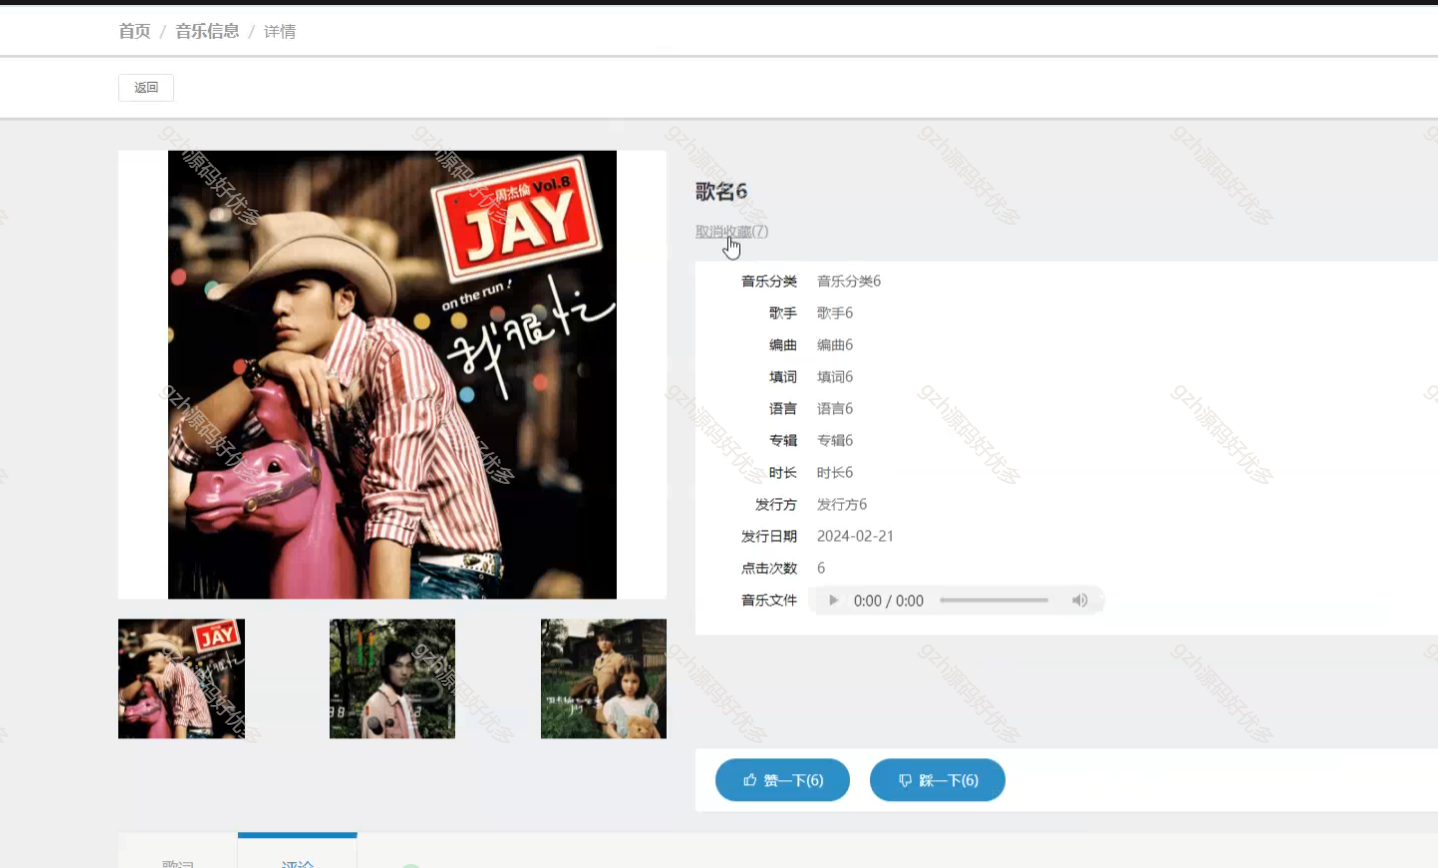 首页 / 音乐信息 / 详情
返回
周杰倫 Vol.8
JAY
on the run !
我很忙
歌名6
取消收藏(7)
音乐分类 音乐分类6
歌手 歌手6
编曲 编曲6
填词 填词6
语言 语言6
专辑 专辑6
时长 时长6
发行方 发行方6
发行日期 2024-02-21
点击次数 6
音乐文件 0:00 / 0:00
JAY
我很忙
赞一下(6) 踩一下(6)
歌词 评论
gzh源码好优多